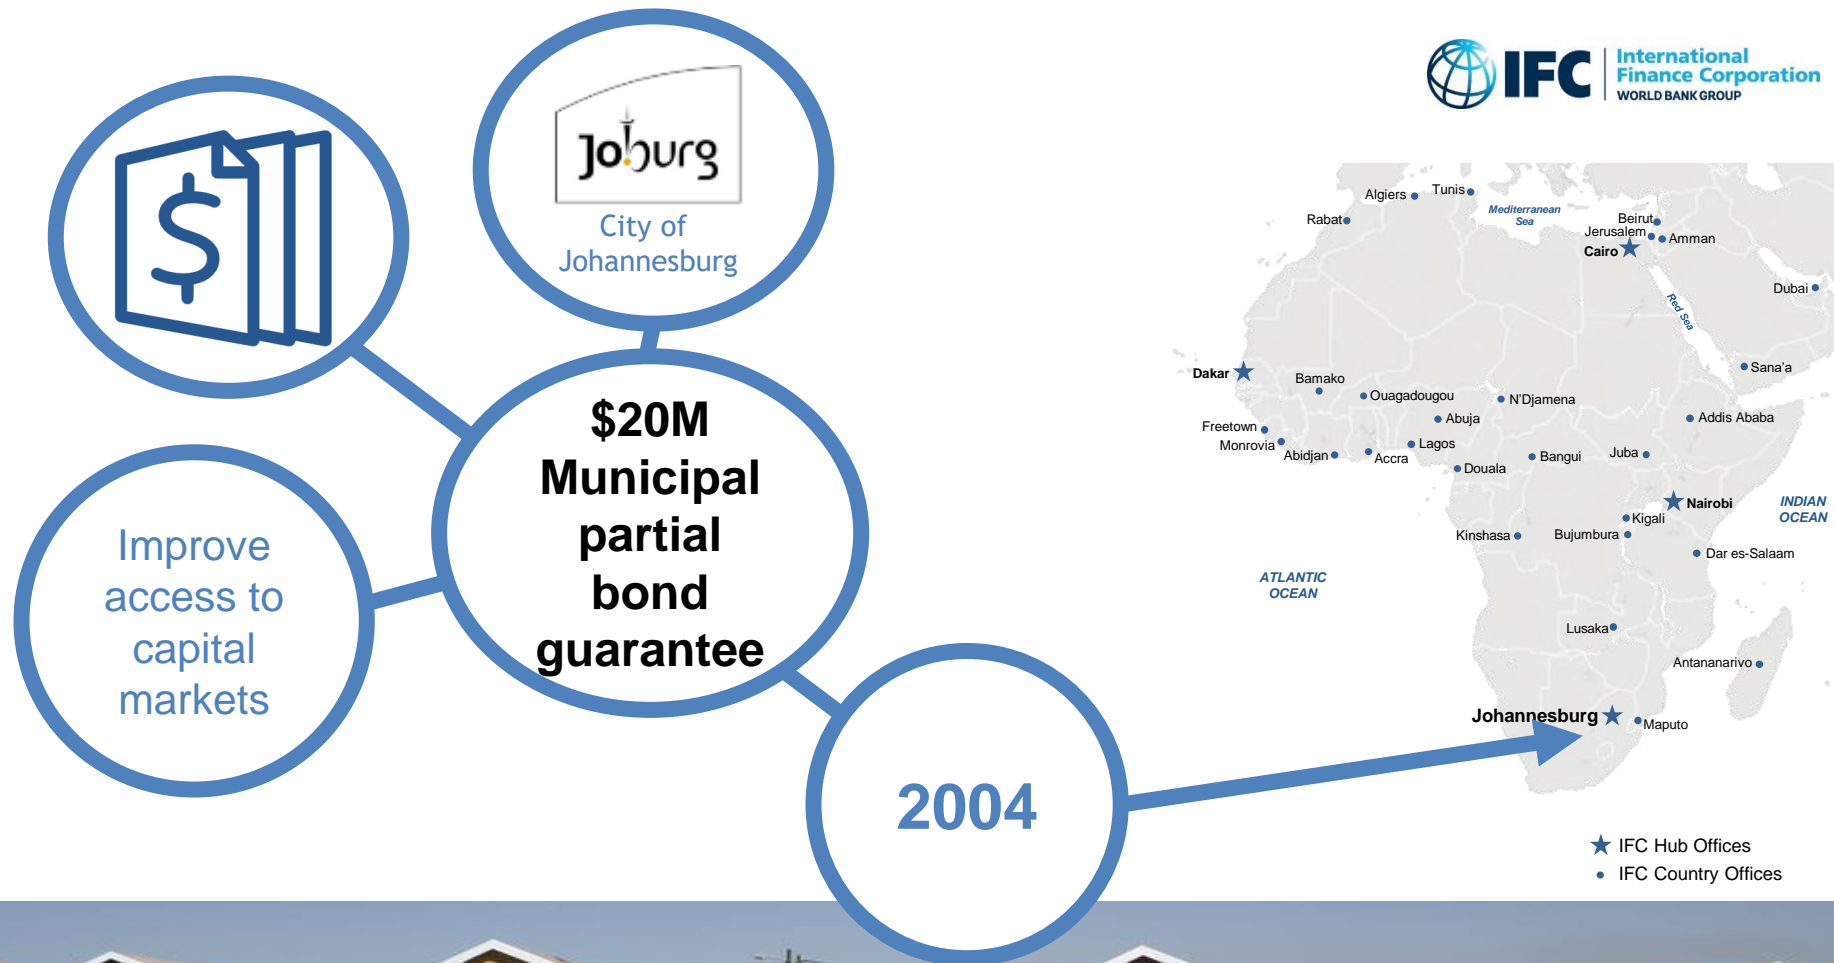 Joburg
City of
Johannesburg
$
$20M
Municipal
partial
bond
guarantee
Improve
access to
capital
markets
2004
IFC
International
Finance Corporation
WORLD BANK GROUP
Algiers
Tunis
Rabat
Mediterranean
Sea
Beirut
Jerusalem
Amman
Cairo
Dubai
Red Sea
Sana'a
Dakar
Bamako
Ouagadougou
N'Djamena
Abuja
Addis Ababa
Freetown
Monrovia
Abidjan
Accra
Lagos
Douala
Bangui
Juba
Nairobi
INDIAN
OCEAN
Kigali
Kinshasa
Bujumbura
Dar es-Salaam
ATLANTIC
OCEAN
Lusaka
Antananarivo
Johannesburg
Maputo
IFC Hub Offices
IFC Country Offices